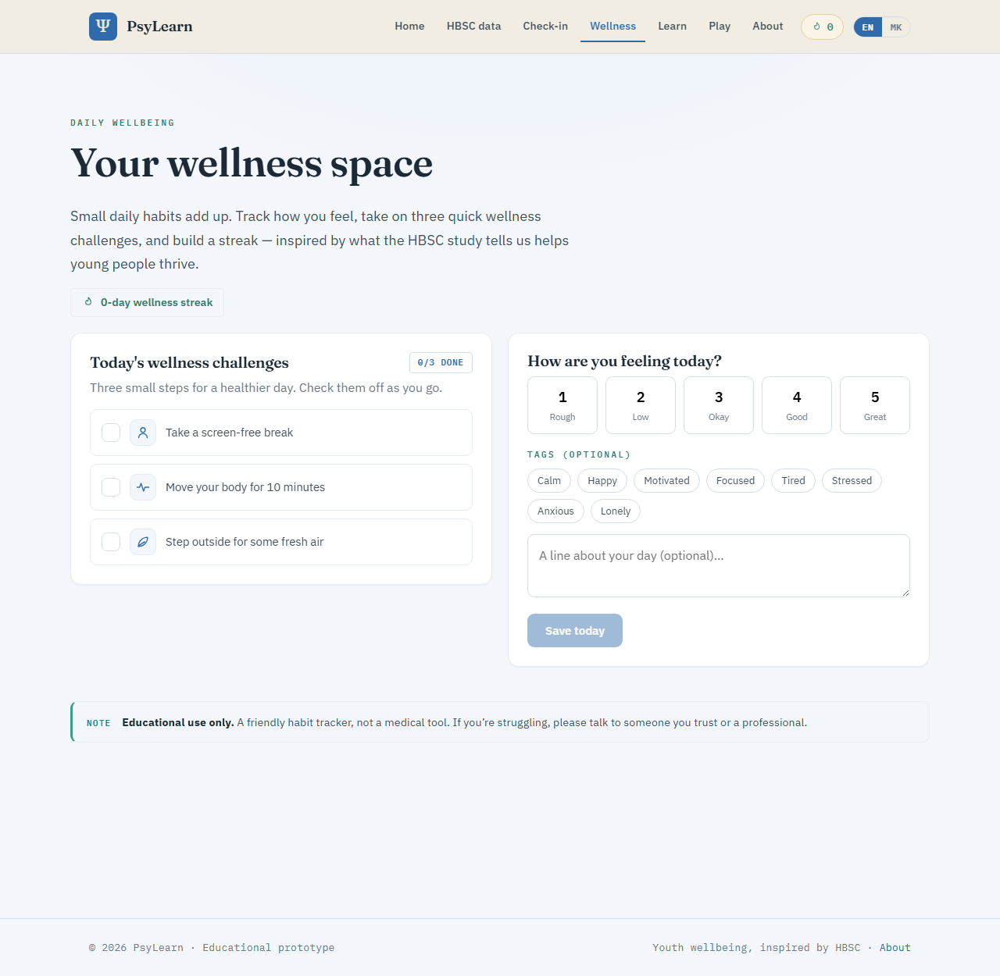 Ψ PsyLearn
Home HBSC data Check-in Wellness Learn Play About 0 EN MK
DAILY WELLBEING
Your wellness space
Small daily habits add up. Track how you feel, take on three quick wellness
challenges, and build a streak — inspired by what the HBSC study tells us helps
young people thrive.
0-day wellness streak
Today's wellness challenges
0/3 DONE
Three small steps for a healthier day. Check them off as you go.
Take a screen-free break
Move your body for 10 minutes
Step outside for some fresh air
How are you feeling today?
1 2 3 4 5
Rough Low Okay Good Great
TAGS (OPTIONAL)
Calm Happy Motivated Focused Tired Stressed
Anxious Lonely
A line about your day (optional)…
Save today
NOTE Educational use only. A friendly habit tracker, not a medical tool. If you’re struggling, please talk to someone you trust or a professional.
© 2026 PsyLearn · Educational prototype
Youth wellbeing, inspired by HBSC · About